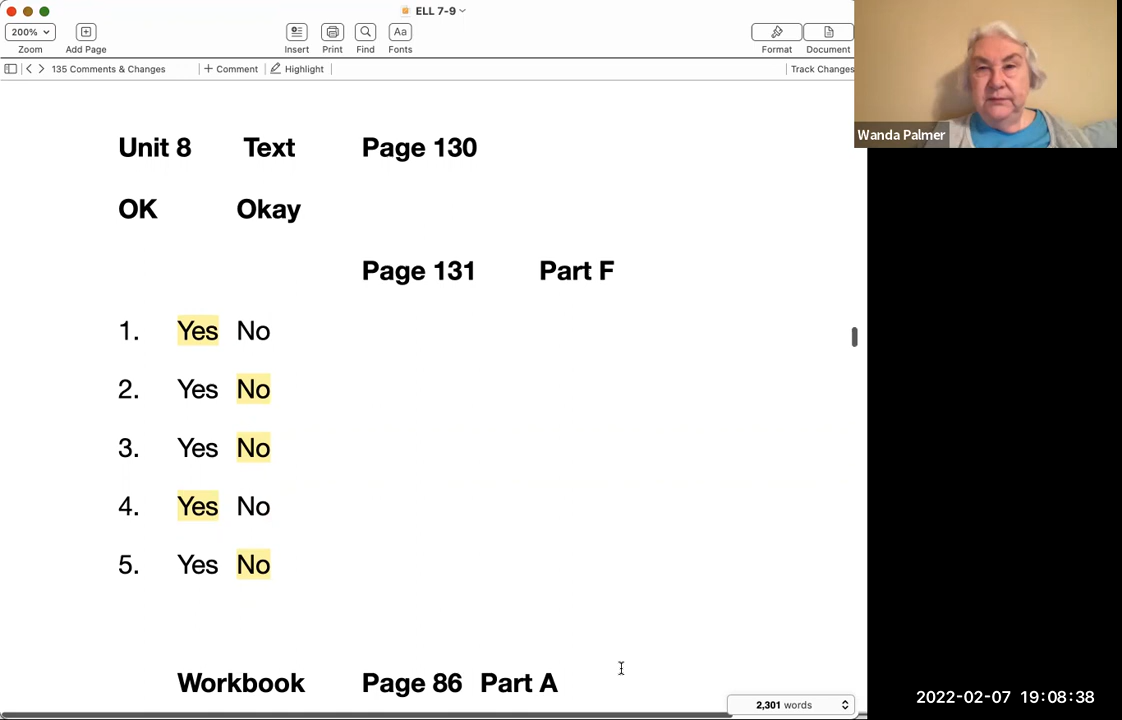 ELL 7-9
200%
Zoom
Add Page
Insert
Print
Find
Aa
Fonts
Format
Document
135 Comments & Changes
+ Comment
Highlight
Track Changes
Wanda Palmer
Unit 8 Text Page 130
OK Okay
Page 131 Part F
1. Yes No
2. Yes No
3. Yes No
4. Yes No
5. Yes No
Workbook Page 86 Part A
2,301 words
2022-02-07 19:08:38